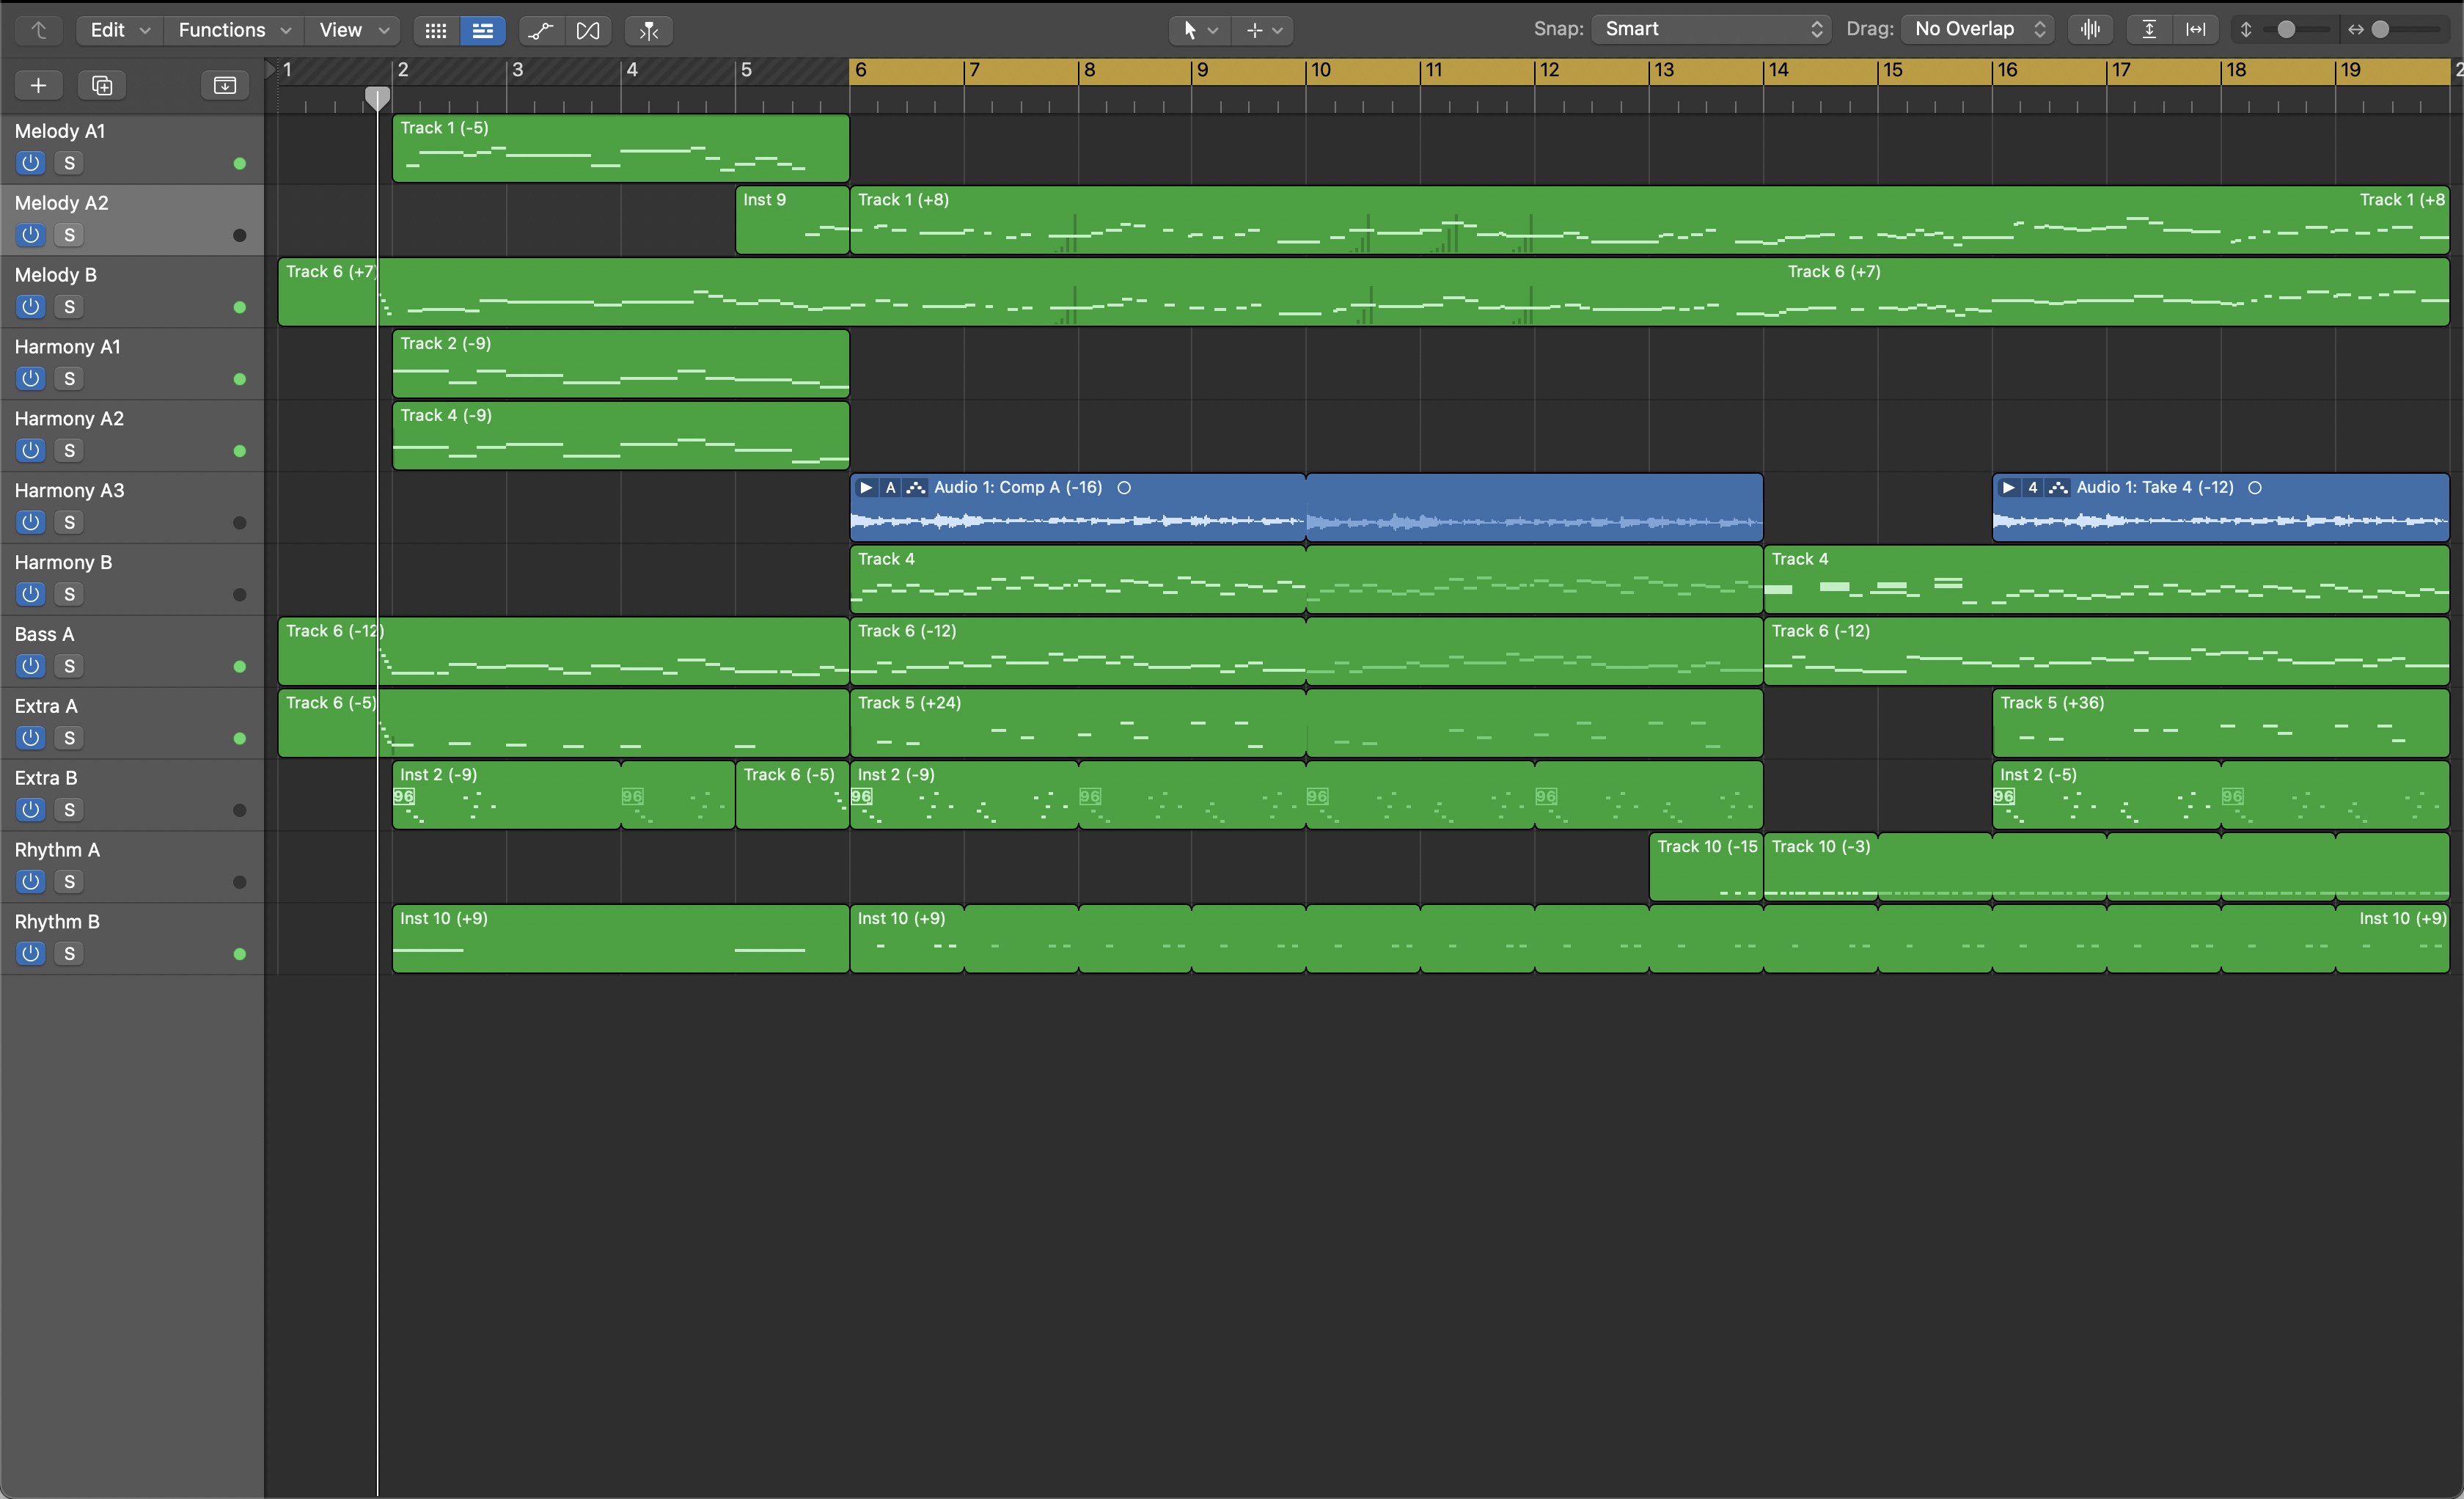 Edit Functions View Snap: Smart Drag: No Overlap
1 2 3 4 5 6 7 8 9 10 11 12 13 14 15 16 17 18 19 2
Melody A1
S
Track 1 (-5)
Melody A2
S
Inst 9 Track 1 (+8) Track 1 (+8
Melody B
S
Track 6 (+7) Track 6 (+7)
Harmony A1
S
Track 2 (-9)
Harmony A2
S
Track 4 (-9)
Harmony A3
S
A Audio 1: Comp A (-16) 4 Audio 1: Take 4 (-12)
Harmony B
S
Track 4 Track 4
Bass A
S
Track 6 (-12) Track 6 (-12) Track 6 (-12)
Extra A
S
Track 6 (-5) Track 5 (+24) Track 5 (+36)
Extra B
S
Inst 2 (-9) Track 6 (-5) Inst 2 (-9) Inst 2 (-5)
96 96 96 96 96 96 96 96
Rhythm A
S
Track 10 (-15 Track 10 (-3)
Rhythm B
S
Inst 10 (+9) Inst 10 (+9) Inst 10 (+9)